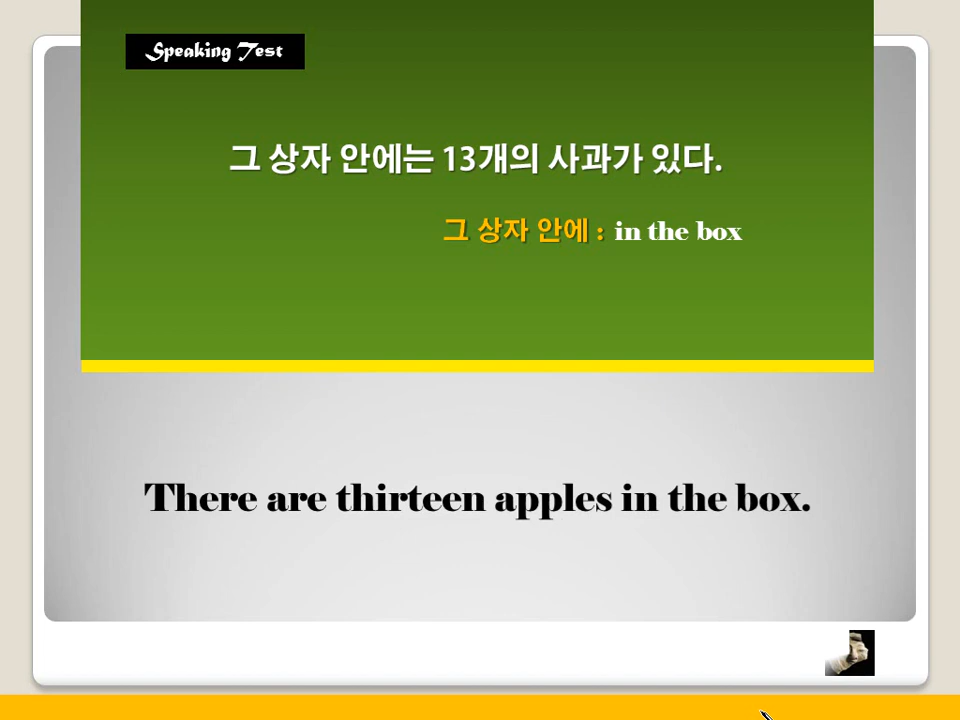 Speaking Test
그 상자 안에는 13개의 사과가 있다.
그 상자 안에 : in the box
There are thirteen apples in the box.